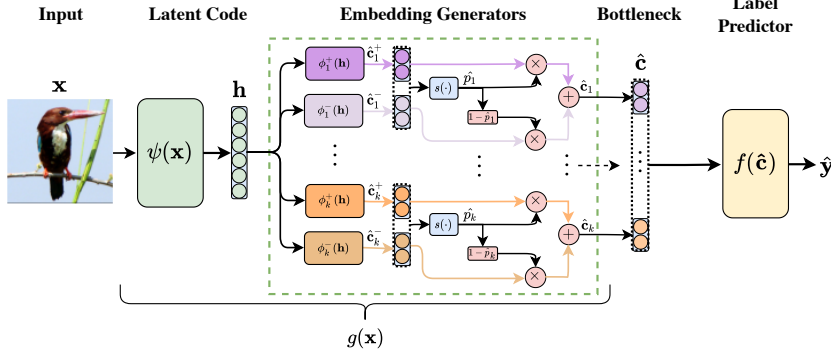 Input
Latent Code
Embedding Generators
Bottleneck
Label
Predictor
x
ψ(x)
h
ϕ₁⁺(h)
ĉ₁⁺
s(·)
p̂₁
1 − p̂₁
×
ϕ₁⁻(h)
ĉ₁⁻
×
+
ĉ₁
ĉ
⋮
⋮
⋮
⋮
f(ĉ)
ŷ
ϕₖ⁺(h)
ĉₖ⁺
s(·)
p̂ₖ
1 − pₖ
×
ϕₖ⁻(h)
ĉₖ⁻
×
+
ĉₖ
g(x)